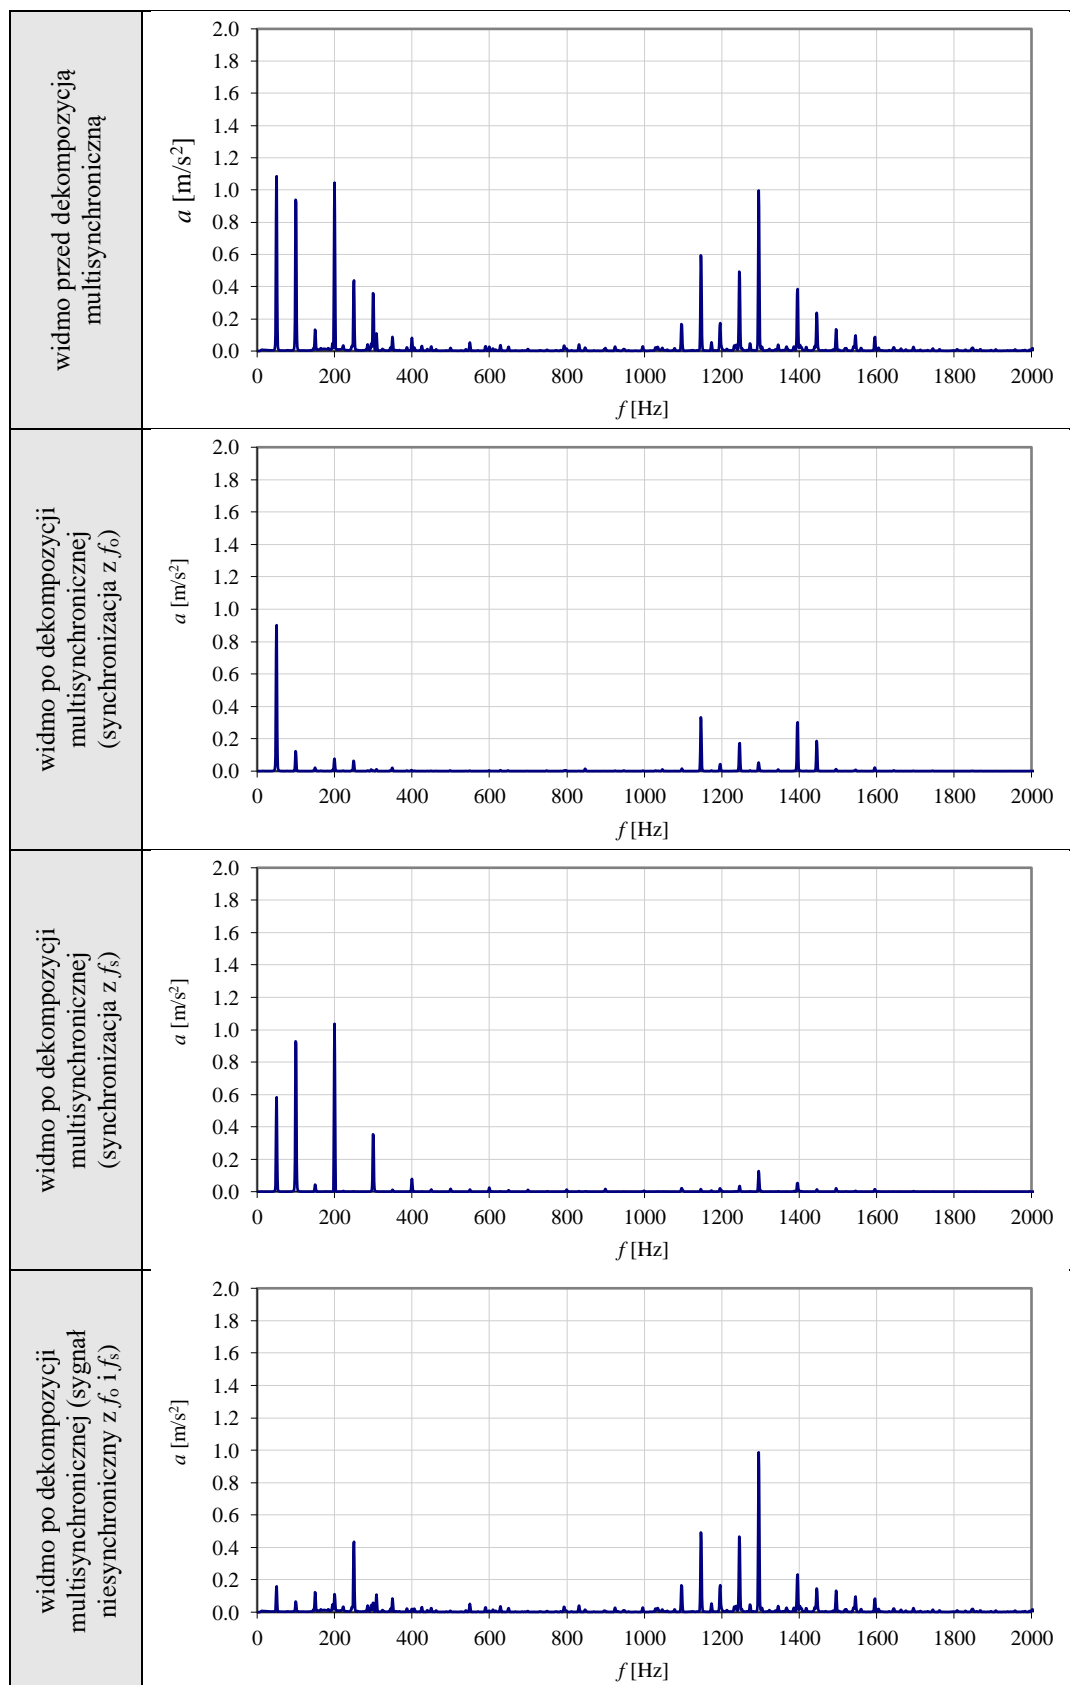 widmo przed dekompozycją
multisynchroniczną
2.0
1.8
1.6
1.4
1.2
1.0
0.8
0.6
0.4
0.2
0.0
a [m/s²]
0 200 400 600 800 1000 1200 1400 1600 1800 2000
f [Hz]
widmo po dekompozycji
multisynchronicznej
(synchronizacja z fo)
2.0
1.8
1.6
1.4
1.2
1.0
0.8
0.6
0.4
0.2
0.0
a [m/s²]
0 200 400 600 800 1000 1200 1400 1600 1800 2000
f [Hz]
widmo po dekompozycji
multisynchronicznej
(synchronizacja z fs)
2.0
1.8
1.6
1.4
1.2
1.0
0.8
0.6
0.4
0.2
0.0
a [m/s²]
0 200 400 600 800 1000 1200 1400 1600 1800 2000
f [Hz]
widmo po dekompozycji
multisynchronicznej (sygnał
niesynchroniczny z fo i fs)
2.0
1.8
1.6
1.4
1.2
1.0
0.8
0.6
0.4
0.2
0.0
a [m/s²]
0 200 400 600 800 1000 1200 1400 1600 1800 2000
f [Hz]